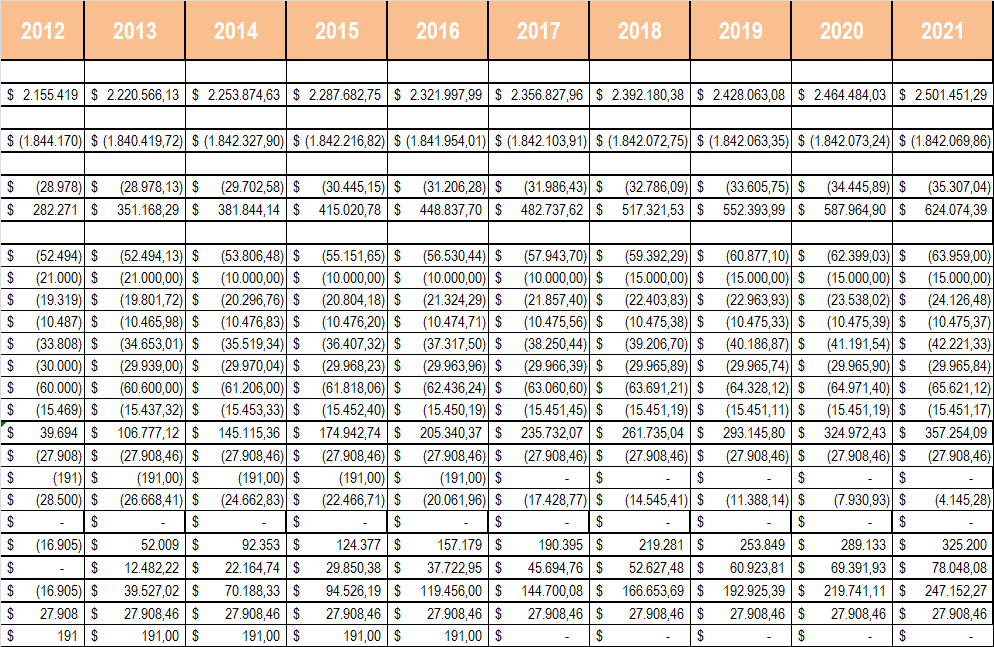 2012 2013 2014 2015 2016 2017 2018 2019 2020 2021
$ 2.155.419 $ 2.220.566,13 $ 2.253.874,63 $ 2.287.682,75 $ 2.321.997,99 $ 2.356.827,96 $ 2.392.180,38 $ 2.428.063,08 $ 2.464.484,03 $ 2.501.451,29
$ (1.844.170) $ (1.840.419,72) $ (1.842.327,90) $ (1.842.216,82) $ (1.841.954,01) $ (1.842.103,91) $ (1.842.072,75) $ (1.842.063,35) $ (1.842.073,24) $ (1.842.069,86)
$ (28.978) $ (28.978,13) $ (29.702,58) $ (30.445,15) $ (31.206,28) $ (31.986,43) $ (32.786,09) $ (33.605,75) $ (34.445,89) $ (35.307,04)
$ 282.271 $ 351.168,29 $ 381.844,14 $ 415.020,78 $ 448.837,70 $ 482.737,62 $ 517.321,53 $ 552.393,99 $ 587.964,90 $ 624.074,39
$ (52.494) $ (52.494,13) $ (53.806,48) $ (55.151,65) $ (56.530,44) $ (57.943,70) $ (59.392,29) $ (60.877,10) $ (62.399,03) $ (63.959,00)
$ (21.000) $ (21.000,00) $ (10.000,00) $ (10.000,00) $ (10.000,00) $ (10.000,00) $ (15.000,00) $ (15.000,00) $ (15.000,00) $ (15.000,00)
$ (19.319) $ (19.801,72) $ (20.296,76) $ (20.804,18) $ (21.324,29) $ (21.857,40) $ (22.403,83) $ (22.963,93) $ (23.538,02) $ (24.126,48)
$ (10.487) $ (10.465,98) $ (10.476,83) $ (10.476,20) $ (10.474,71) $ (10.475,56) $ (10.475,38) $ (10.475,33) $ (10.475,39) $ (10.475,37)
$ (33.808) $ (34.653,01) $ (35.519,34) $ (36.407,32) $ (37.317,50) $ (38.250,44) $ (39.206,70) $ (40.186,87) $ (41.191,54) $ (42.221,33)
$ (30.000) $ (29.939,00) $ (29.970,04) $ (29.968,23) $ (29.963,96) $ (29.966,39) $ (29.965,89) $ (29.965,74) $ (29.965,90) $ (29.965,84)
$ (60.000) $ (60.600,00) $ (61.206,00) $ (61.818,06) $ (62.436,24) $ (63.060,60) $ (63.691,21) $ (64.328,12) $ (64.971,40) $ (65.621,12)
$ (15.469) $ (15.437,32) $ (15.453,33) $ (15.452,40) $ (15.450,19) $ (15.451,45) $ (15.451,19) $ (15.451,11) $ (15.451,19) $ (15.451,17)
$ 39.694 $ 106.777,12 $ 145.115,36 $ 174.942,74 $ 205.340,37 $ 235.732,07 $ 261.735,04 $ 293.145,80 $ 324.972,43 $ 357.254,09
$ (27.908) $ (27.908,46) $ (27.908,46) $ (27.908,46) $ (27.908,46) $ (27.908,46) $ (27.908,46) $ (27.908,46) $ (27.908,46) $ (27.908,46)
$ (191) $ (191,00) $ (191,00) $ (191,00) $ (191,00) $ - $ - $ - $ - $ -
$ (28.500) $ (26.668,41) $ (24.662,83) $ (22.466,71) $ (20.061,96) $ (17.428,77) $ (14.545,41) $ (11.388,14) $ (7.930,93) $ (4.145,28)
$ - $ - $ - $ - $ - $ - $ - $ - $ - $ -
$ (16.905) $ 52.009 $ 92.353 $ 124.377 $ 157.179 $ 190.395 $ 219.281 $ 253.849 $ 289.133 $ 325.200
$ - $ 12.482,22 $ 22.164,74 $ 29.850,38 $ 37.722,95 $ 45.694,76 $ 52.627,48 $ 60.923,81 $ 69.391,93 $ 78.048,08
$ (16.905) $ 39.527,02 $ 70.188,33 $ 94.526,19 $ 119.456,00 $ 144.700,08 $ 166.653,69 $ 192.925,39 $ 219.741,11 $ 247.152,27
$ 27.908 $ 27.908,46 $ 27.908,46 $ 27.908,46 $ 27.908,46 $ 27.908,46 $ 27.908,46 $ 27.908,46 $ 27.908,46 $ 27.908,46
$ 191 $ 191,00 $ 191,00 $ 191,00 $ 191,00 $ - $ - $ - $ - $ -